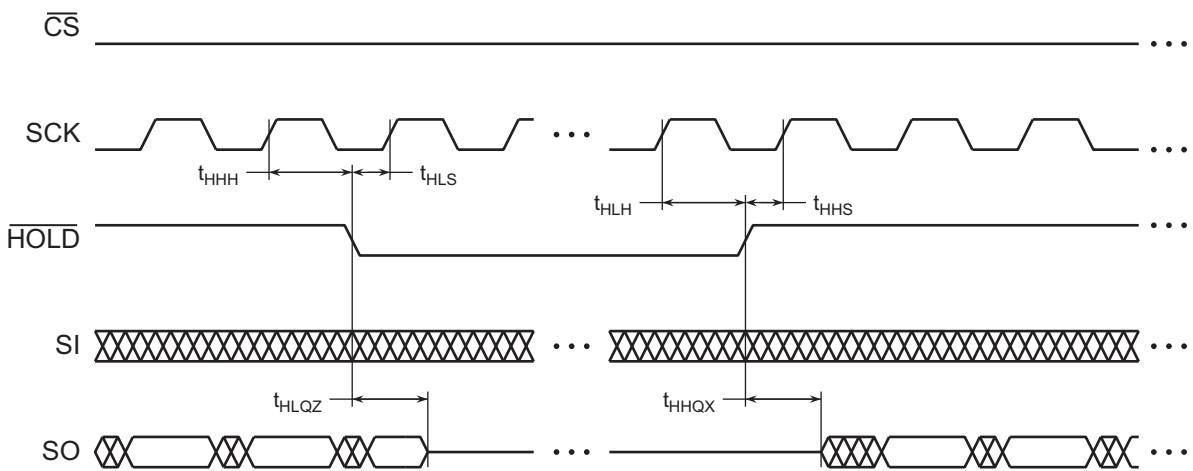 CS
SCK
tHHH
tHLS
tHLH
tHHS
HOLD
SI
tHLQZ
tHHQX
SO